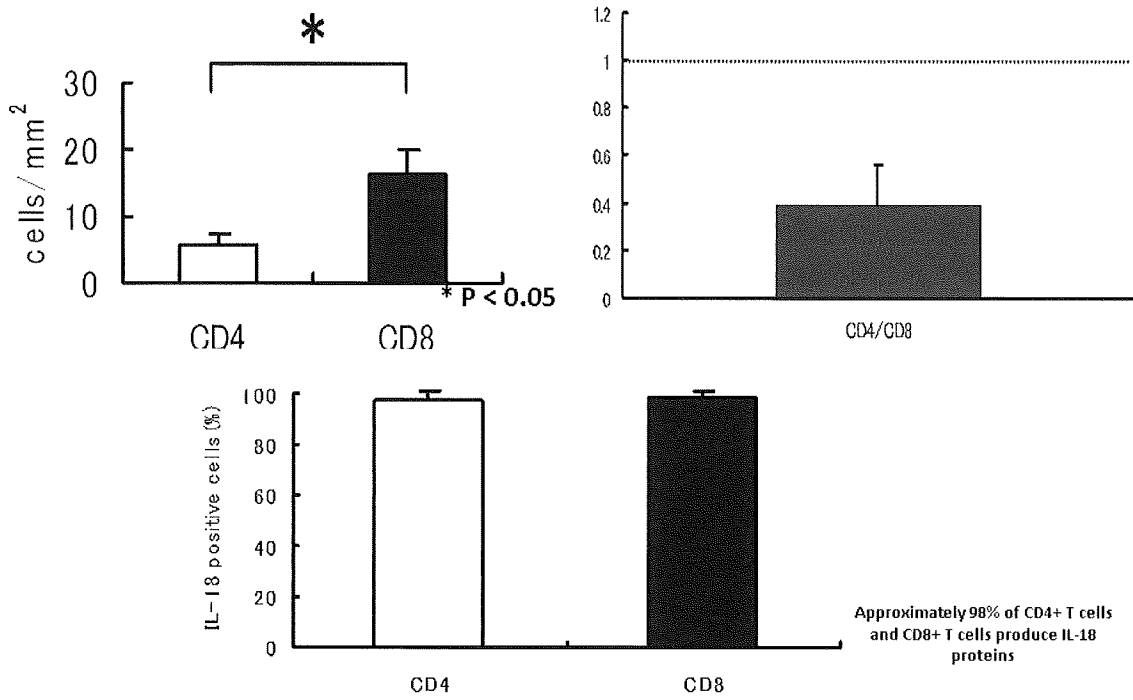 *
30
20
10
0
cells/mm²
* P < 0.05
CD4 CD8
1.2
1
0.8
0.6
0.4
0.2
0
CD4/CD8
100
80
60
40
20
0
IL-18 positive cells (%)
CD4 CD8
Approximately 98% of CD4+ T cells
and CD8+ T cells produce IL-18
proteins